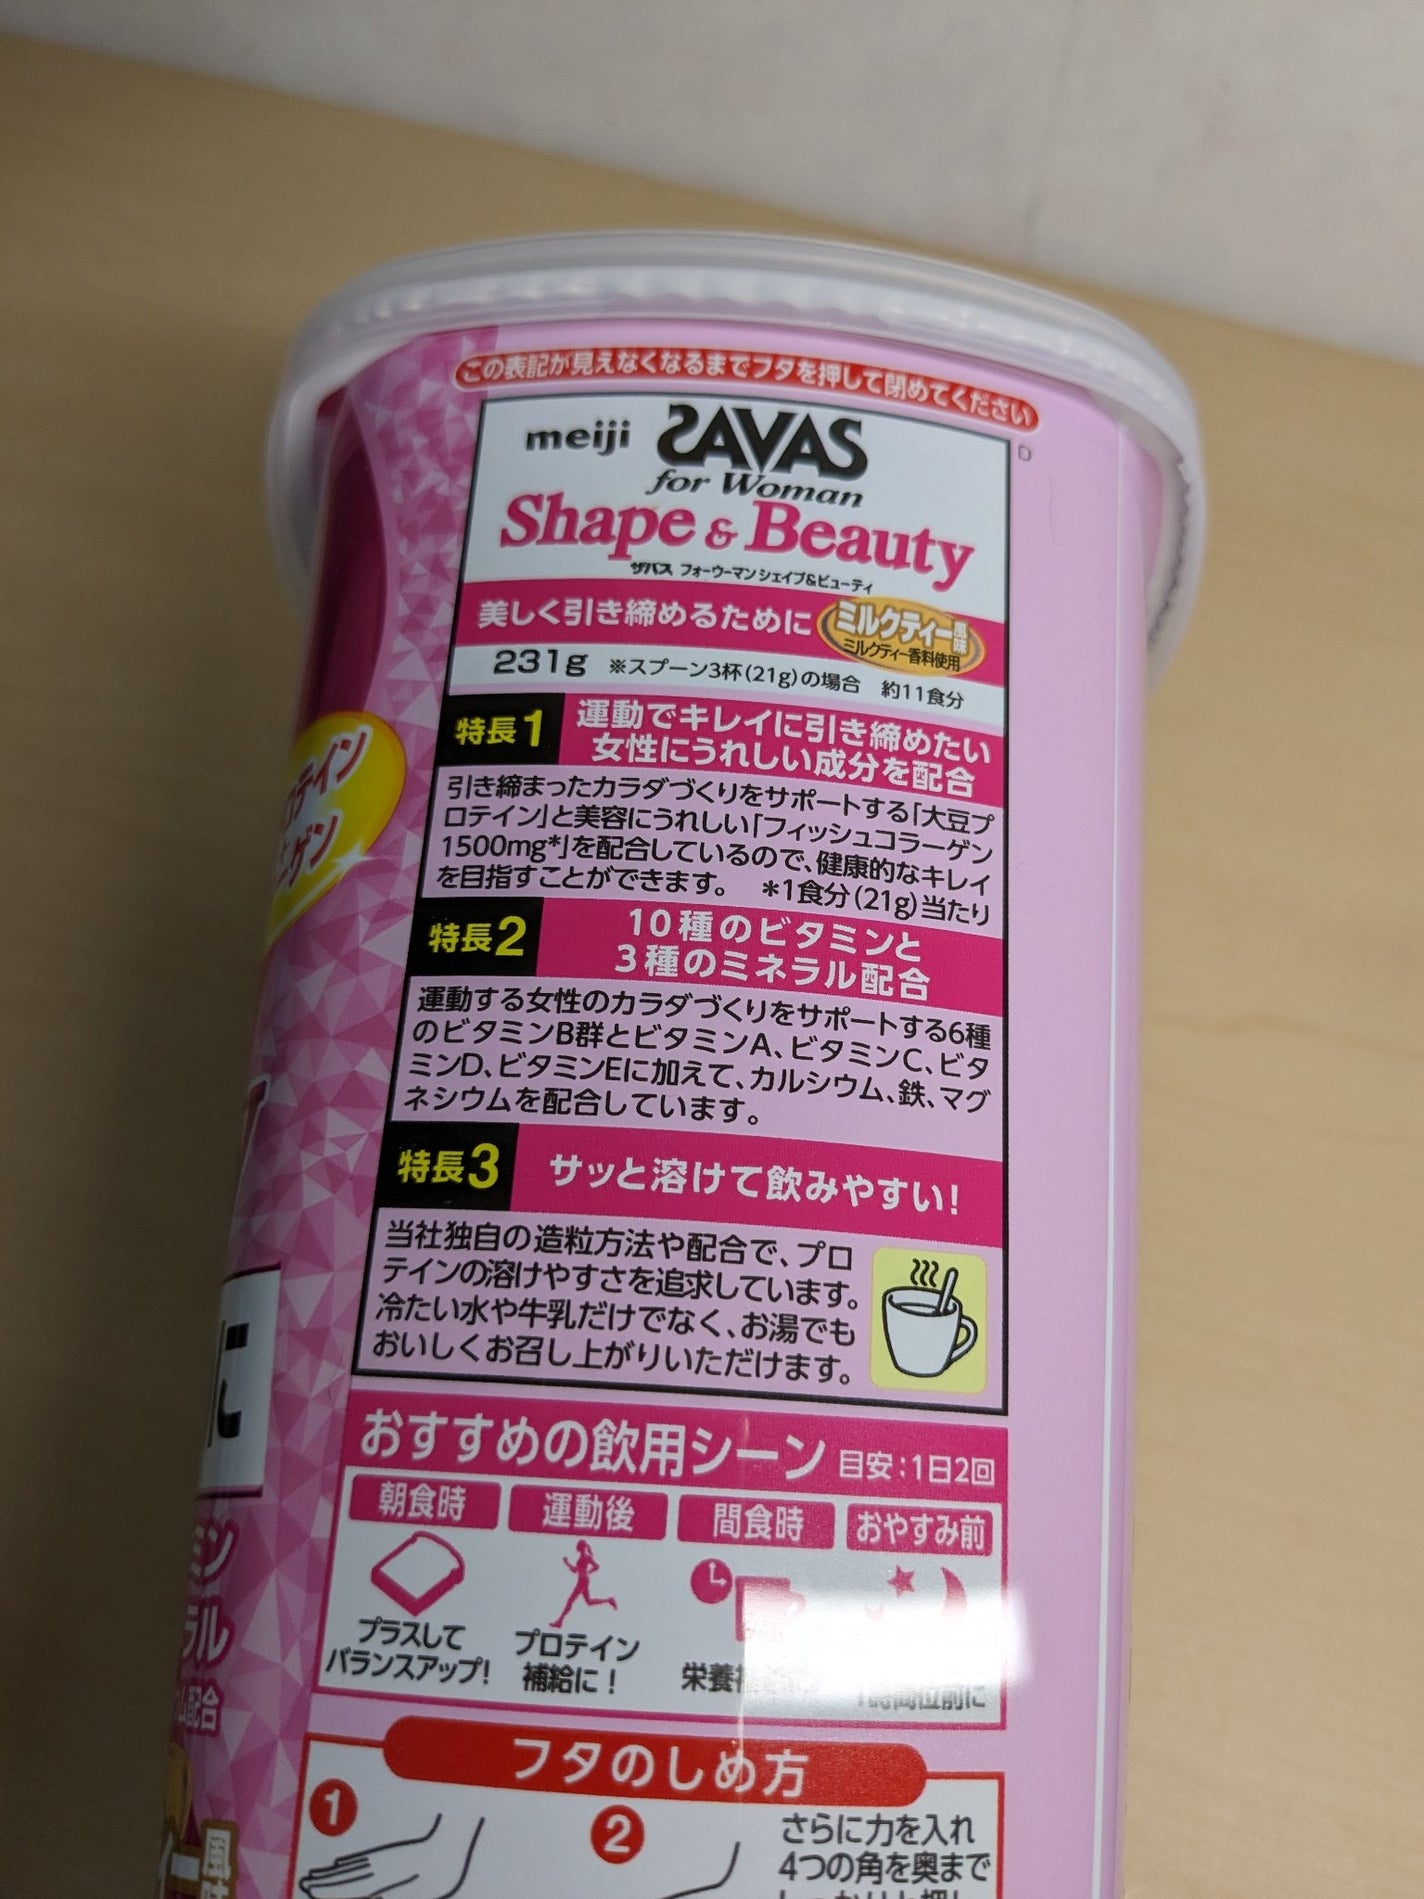 この表記が見えなくなるまでフタを押して閉めてください
D
meiji SAVAS
for Woman
Shape & Beauty
ザバス フォーウーマン シェイプ&ビューティ
美しく引き締めるために
ミルクティー風味
ミルクティー香料使用
231g ※スプーン3杯(21g)の場合 約11食分
特長1
運動でキレイに引き締めたい
女性にうれしい成分を配合
引き締まったカラダづくりをサポートする「大豆プ
ロテイン」と美容にうれしい「フィッシュコラーゲン
1500mg*」を配合しているので、健康的なキレイ
を目指すことができます。 *1食分(21g)当たり
特長2
10種のビタミンと
3種のミネラル配合
運動する女性のカラダづくりをサポートする6種
のビタミンB群とビタミンA、ビタミンC、ビタ
ミンD、ビタミンEに加えて、カルシウム、鉄、マグ
ネシウムを配合しています。
特長3
サッと溶けて飲みやすい!
当社独自の造粒方法や配合で、プロ
テインの溶けやすさを追求しています。
冷たい水や牛乳だけでなく、お湯でも
おいしくお召し上がりいただけます。
おすすめの飲用シーン 目安:1日2回
朝食時
プラスして
バランスアップ!
運動後
プロテイン
補給に!
間食時
栄養
おやすみ前
フタのしめ方
1
2
さらに力を入れ
4つの角を奥まで
ロテイン
ーゲン
に
ミン
ラル
ム配合
ー風味